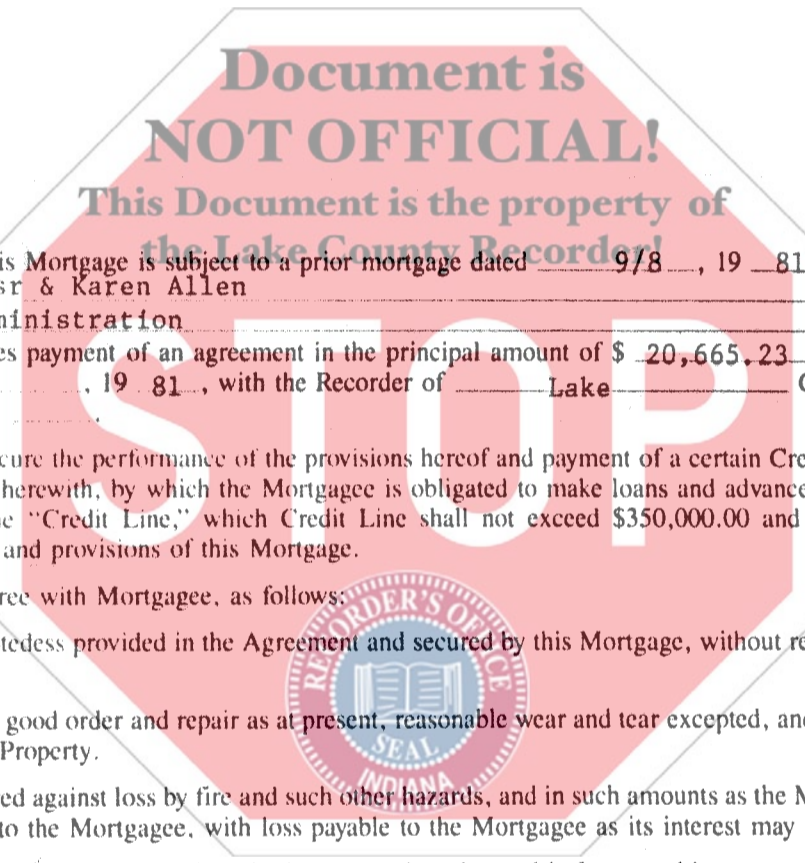 Document is
NOT OFFICIAL!
This Document is the property of
the Lake County Recorder!
is Mortgage is subject to a prior mortgage dated 9/8, 19 81
sr & Karen Allen
ministration
es payment of an agreement in the principal amount of $ 20,665.23
, 19 81, with the Recorder of Lake
STOP
cure the performance of the provisions hereof and payment of a certain Cre
herewith, by which the Mortgagee is obligated to make loans and advance
e "Credit Line," which Credit Line shall not exceed $350,000.00 and
and provisions of this Mortgage.
ree with Mortgagee, as follows:
tedess provided in the Agreement and secured by this Mortgage, without re
good order and repair as at present, reasonable wear and tear excepted, and
Property.
ed against loss by fire and such other hazards, and in such amounts as the M
to the Mortgagee, with loss payable to the Mortgagee as its interest may
RECORDER'S OFFICE
SEAL
INDIANA